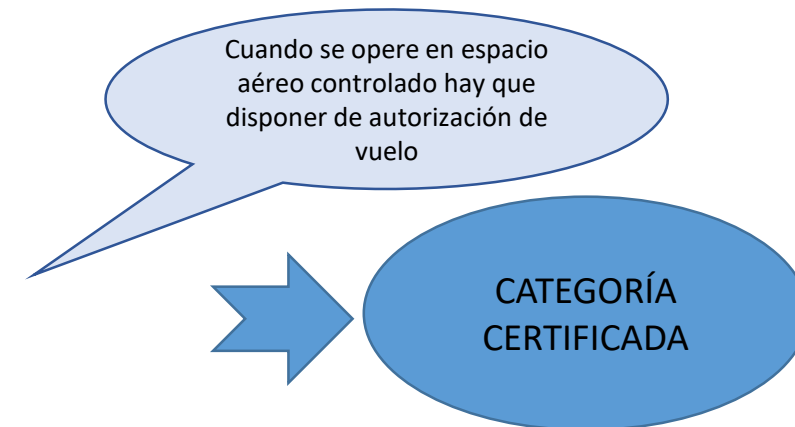 Cuando se opere en espacio
aéreo controlado hay que
disponer de autorización de
vuelo
CATEGORÍA
CERTIFICADA